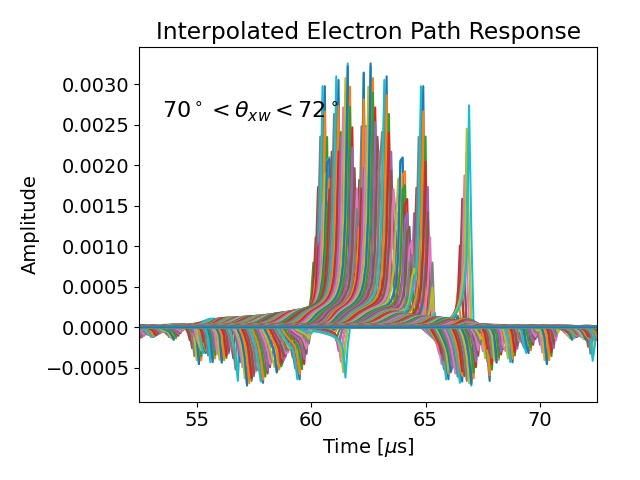 Interpolated Electron Path Response
70° < θxw < 72°
Amplitude
0.0030
0.0025
0.0020
0.0015
0.0010
0.0005
0.0000
−0.0005
55 60 65 70
Time [μs]